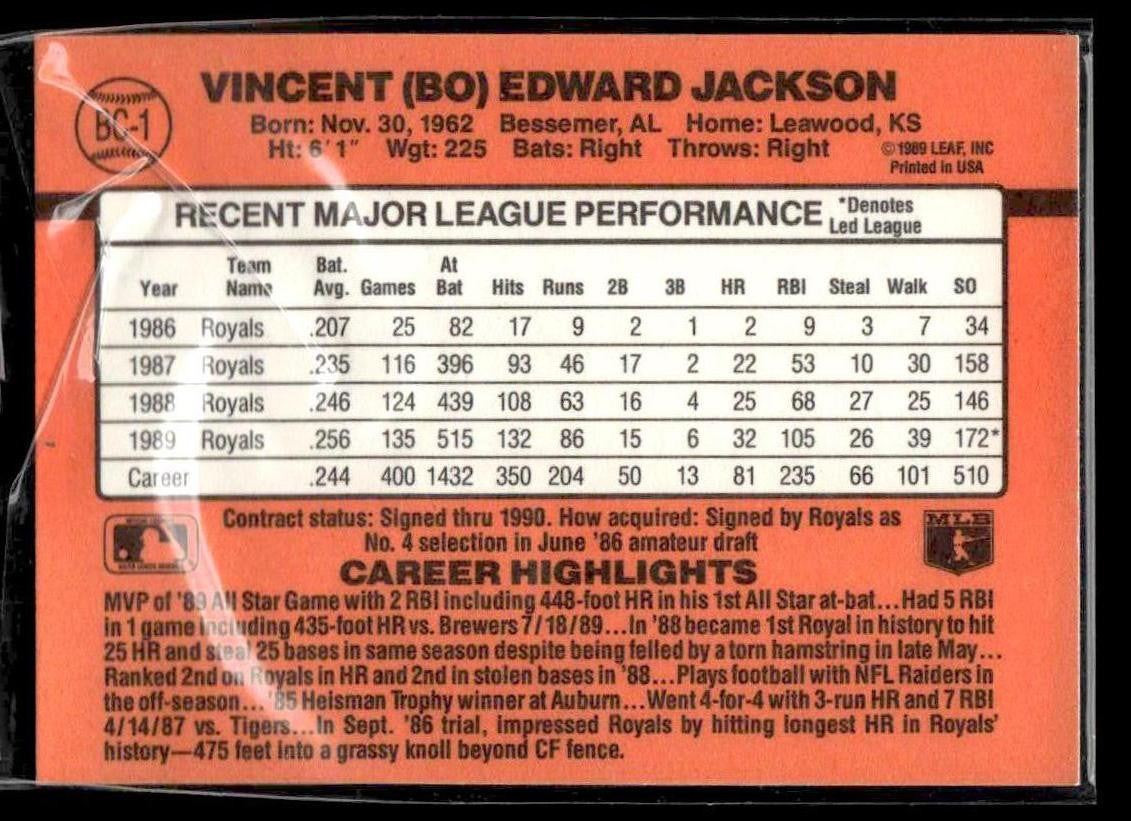 BC-1
VINCENT (BO) EDWARD JACKSON
Born: Nov. 30, 1962 Bessemer, AL Home: Leawood, KS
Ht: 6'1" Wgt: 225 Bats: Right Throws: Right
©1989 LEAF, INC
Printed in USA
RECENT MAJOR LEAGUE PERFORMANCE *Denotes Led League
Year Team Name Bat. Avg. Games At Bat Hits Runs 2B 3B HR RBI Steal Walk SO
1986 Royals .207 25 82 17 9 2 1 2 9 3 7 34
1987 Royals .235 116 396 93 46 17 2 22 53 10 30 158
1988 Royals .246 124 439 108 63 16 4 25 68 27 25 146
1989 Royals .256 135 515 132 86 15 6 32 105 26 39 172*
Career .244 400 1432 350 204 50 13 81 235 66 101 510
Contract status: Signed thru 1990. How acquired: Signed by Royals as
No. 4 selection in June '86 amateur draft
MLB
CAREER HIGHLIGHTS
MVP of '89 All Star Game with 2 RBI including 448-foot HR in his 1st All Star at-bat...Had 5 RBI
in 1 game including 435-foot HR vs. Brewers 7/18/89...In '88 became 1st Royal in history to hit
25 HR and steal 25 bases in same season despite being felled by a torn hamstring in late May...
Ranked 2nd on Royals in HR and 2nd in stolen bases in '88...Plays football with NFL Raiders in
the off-season...'85 Heisman Trophy winner at Auburn...Went 4-for-4 with 3-run HR and 7 RBI
4/14/87 vs. Tigers...In Sept. '86 trial, impressed Royals by hitting longest HR in Royals'
history—475 feet into a grassy knoll beyond CF fence.